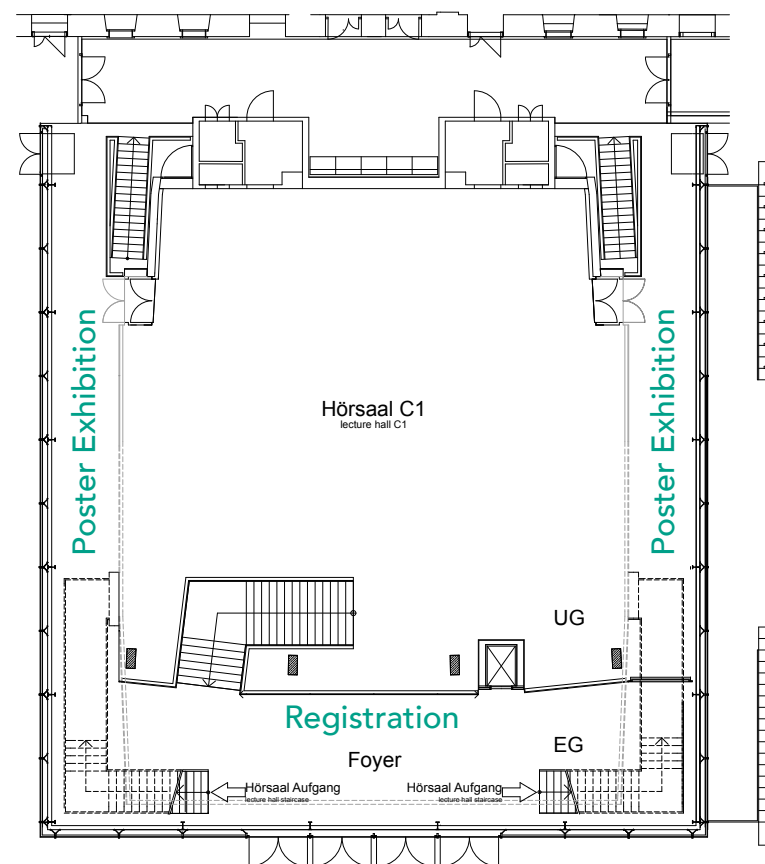 Poster Exhibition
Poster Exhibition
Hörsaal C1
lecture hall C1
UG
Registration
EG
Foyer
Hörsaal Aufgang
lecture hall staircase
Hörsaal Aufgang
lecture hall staircase